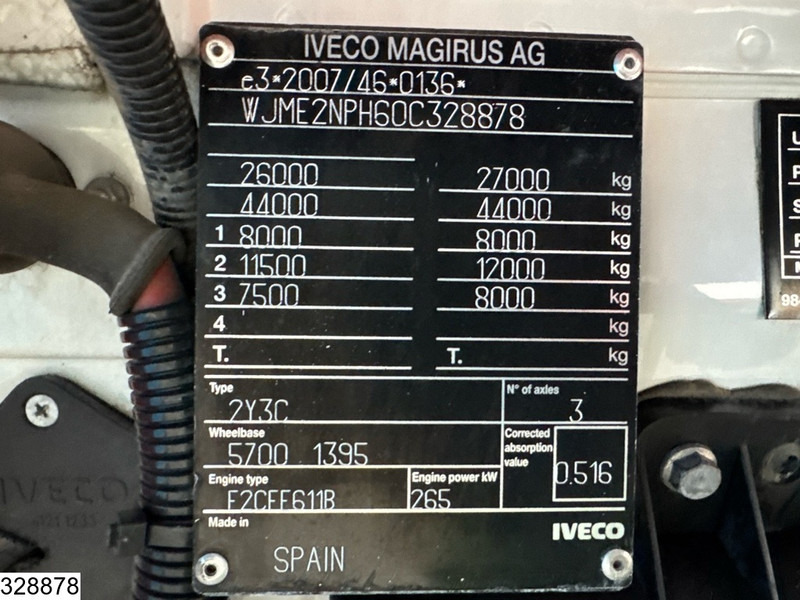 IVECO MAGIRUS AG
e3*2007/46*0136*
WJME2NPH60C328878
26000 27000 kg
44000 44000 kg
1 8000 8000 kg
2 11500 12000 kg
3 7500 8000 kg
4 kg
T. T. kg
Type N° of axles
2Y3C 3
Wheelbase Corrected absorption value
5700 1395 0.516
Engine type Engine power kW
F2CFE611B 265
Made in IVECO
SPAIN
IVECO
98
328878